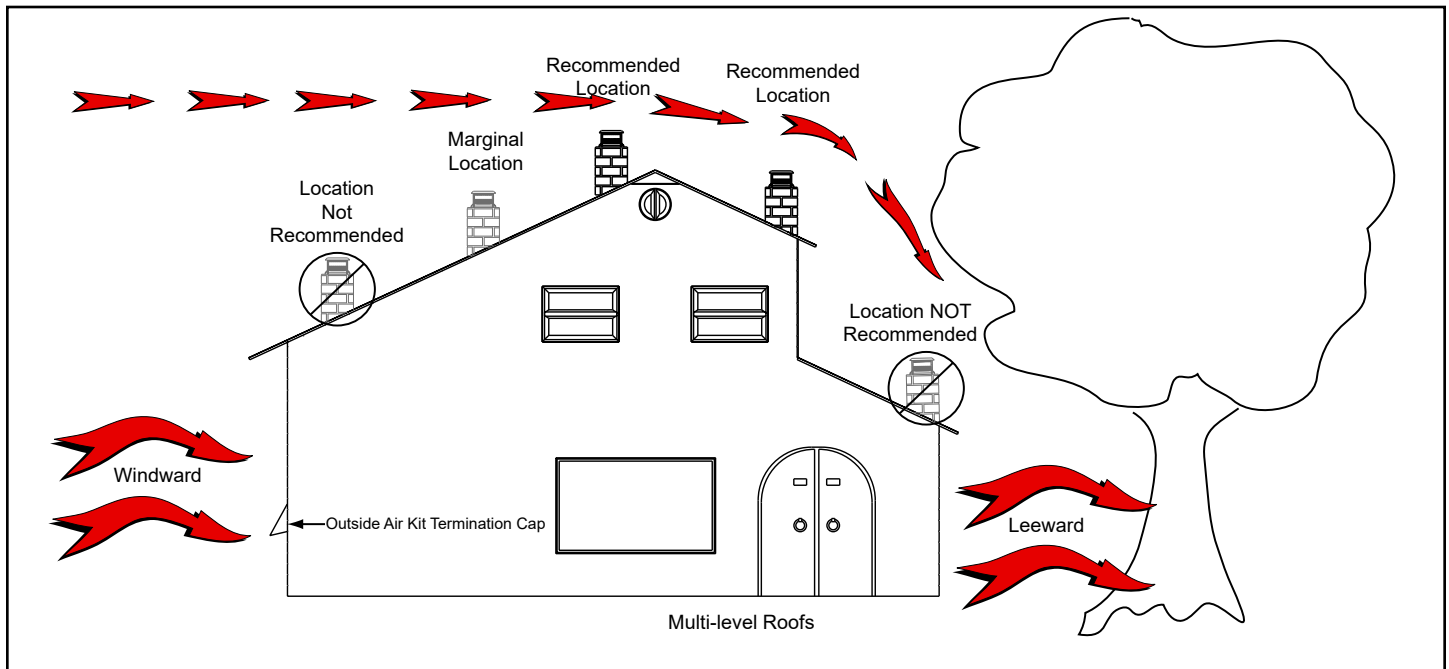 Recommended
Location
Recommended
Location
Marginal
Location
Location
Not
Recommended
Location NOT
Recommended
Windward
Outside Air Kit Termination Cap
Leeward
Multi-level Roofs